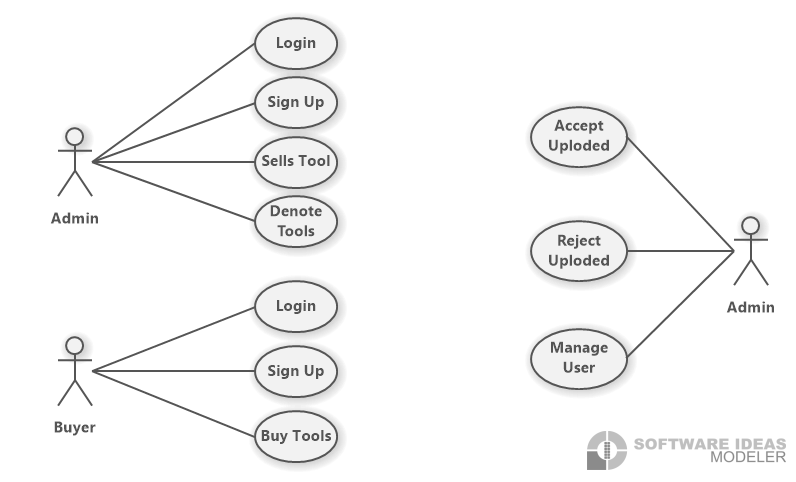 Login
Sign Up
Sells Tool
Denote
Tools
Admin
Login
Sign Up
Buy Tools
Buyer
Accept
Uploded
Reject
Uploded
Manage
User
Admin
SOFTWARE IDEAS
MODELER